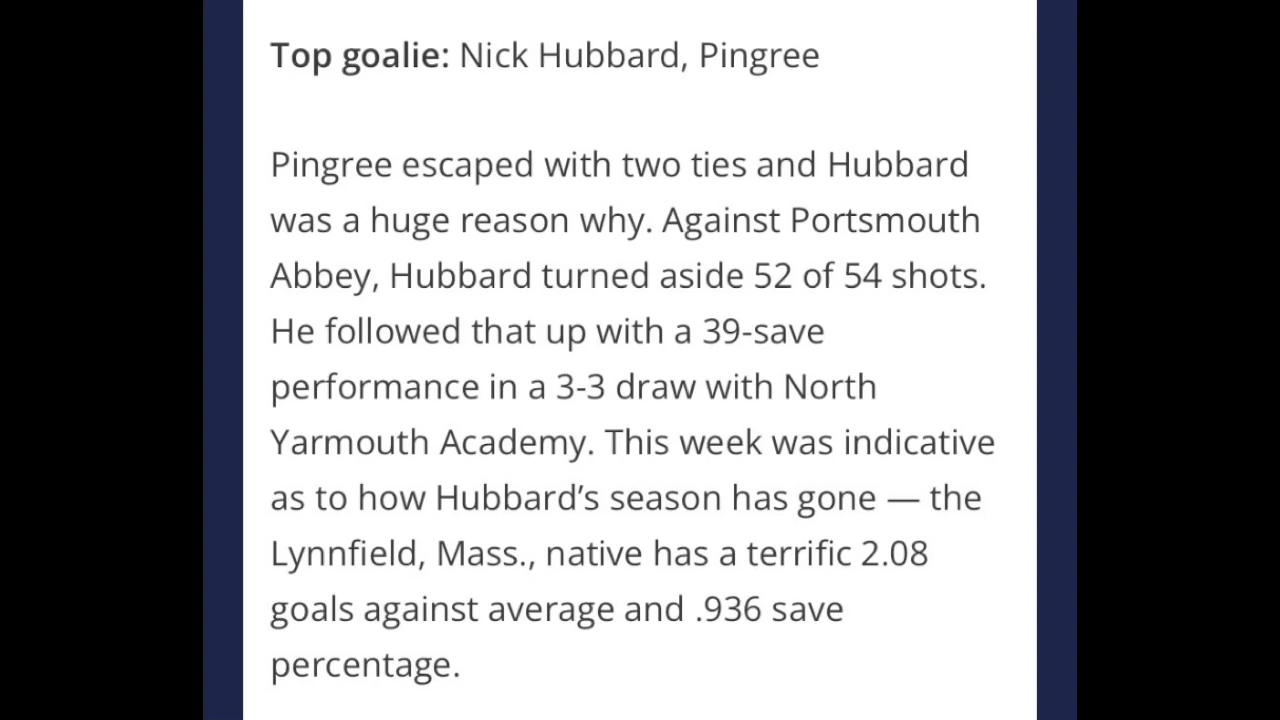 Top goalie: Nick Hubbard, Pingree
Pingree escaped with two ties and Hubbard
was a huge reason why. Against Portsmouth
Abbey, Hubbard turned aside 52 of 54 shots.
He followed that up with a 39-save
performance in a 3-3 draw with North
Yarmouth Academy. This week was indicative
as to how Hubbard’s season has gone — the
Lynnfield, Mass., native has a terrific 2.08
goals against average and .936 save
percentage.